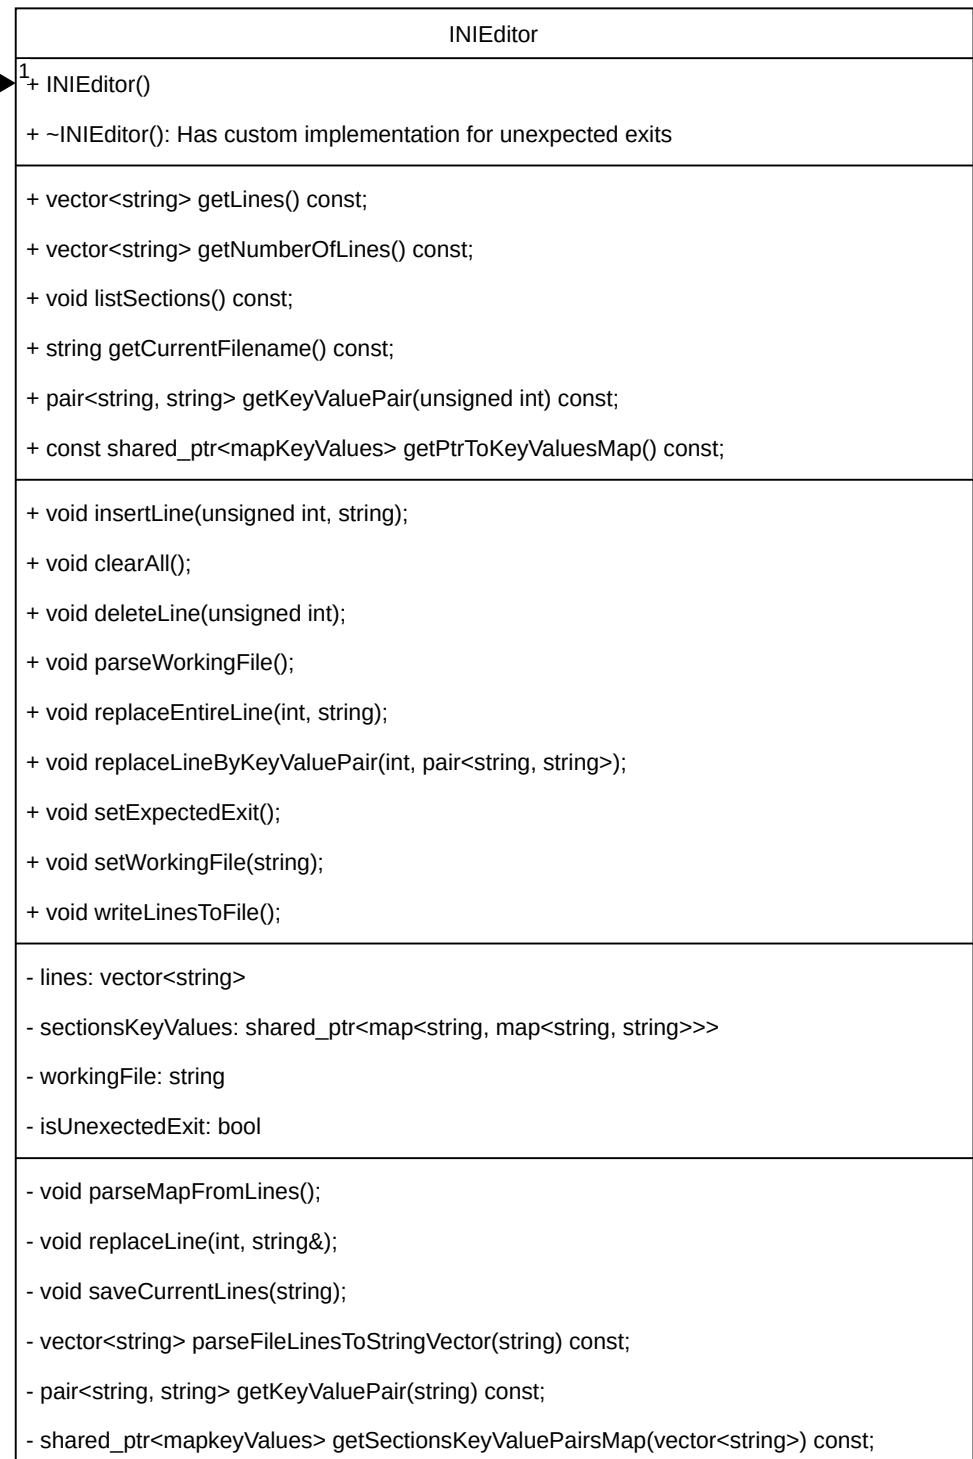 INIEditor
1
+ INIEditor()
+ ~INIEditor(): Has custom implementation for unexpected exits
+ vector<string> getLines() const;
+ vector<string> getNumberOfLines() const;
+ void listSections() const;
+ string getCurrentFilename() const;
+ pair<string, string> getKeyValuePair(unsigned int) const;
+ const shared_ptr<mapKeyValues> getPtrToKeyValuesMap() const;
+ void insertLine(unsigned int, string);
+ void clearAll();
+ void deleteLine(unsigned int);
+ void parseWorkingFile();
+ void replaceEntireLine(int, string);
+ void replaceLineByKeyValuePair(int, pair<string, string>);
+ void setExpectedExit();
+ void setWorkingFile(string);
+ void writeLinesToFile();
- lines: vector<string>
- sectionsKeyValues: shared_ptr<map<string, map<string, string>>>
- workingFile: string
- isUnexectedExit: bool
- void parseMapFromLines();
- void replaceLine(int, string&);
- void saveCurrentLines(string);
- vector<string> parseFileLinesToStringVector(string) const;
- pair<string, string> getKeyValuePair(string) const;
- shared_ptr<mapkeyValues> getSectionsKeyValuePairsMap(vector<string>) const;